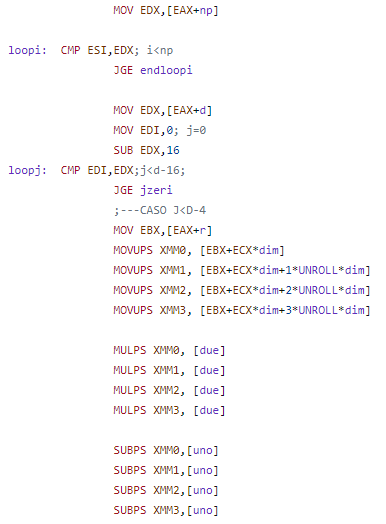 MOV EDX,[EAX+np]
loopi: CMP ESI,EDX; i<np
JGE endloopi
MOV EDX,[EAX+d]
MOV EDI,0; j=0
SUB EDX,16
loopj: CMP EDI,EDX;j<d-16;
JGE jzeri
;---CASO J<D-4
MOV EBX,[EAX+r]
MOVUPS XMM0, [EBX+ECX*dim]
MOVUPS XMM1, [EBX+ECX*dim+1*UNROLL*dim]
MOVUPS XMM2, [EBX+ECX*dim+2*UNROLL*dim]
MOVUPS XMM3, [EBX+ECX*dim+3*UNROLL*dim]
MULPS XMM0, [due]
MULPS XMM1, [due]
MULPS XMM2, [due]
MULPS XMM3, [due]
SUBPS XMM0,[uno]
SUBPS XMM1,[uno]
SUBPS XMM2,[uno]
SUBPS XMM3,[uno]